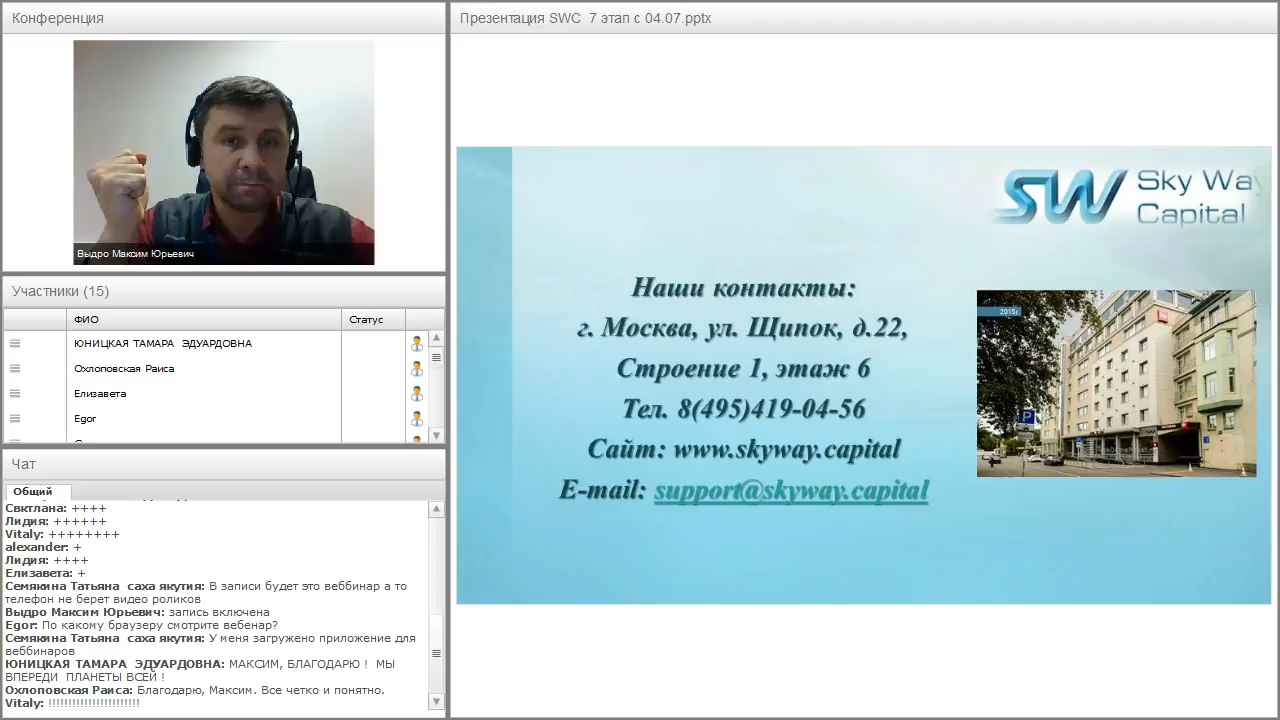 Конференция
Выдро Максим Юрьевич
Участники (15)
ФИО
Статус
ЮНИЦКАЯ ТАМАРА ЭДУАРДОВНА
Охлоповская Раиса
Елизавета
Egor
Чат
Общий
Свктлана: ++++
Лидия: ++++++
Vitaly: ++++++++
alexander: +
Лидия: ++++
Елизавета: +
Семякина Татьяна саха якутия: В записи будет это веббинар а то
телефон не берет видео роликов
Выдро Максим Юрьевич: запись включена
Egor: По какому браузеру смотрите вебенар?
Семякина Татьяна саха якутия: У меня загружено приложение для
веббинаров
ЮНИЦКАЯ ТАМАРА ЭДУАРДОВНА: МАКСИМ, БЛАГОДАРЮ ! МЫ
ВПЕРЕДИ ПЛАНЕТЫ ВСЕЙ !
Охлоповская Раиса: Благодарю, Максим. Все четко и понятно.
Vitaly: !!!!!!!!!!!!!!!!!!!!!!!
Презентация SWC 7 этап с 04.07.pptx
SW Sky Way
Capital
Наши контакты:
г. Москва, ул. Щипок, д.22,
Строение 1, этаж 6
Тел. 8(495)419-04-56
Сайт: www.skyway.capital
E-mail: support@skyway.capital
2015г.
P